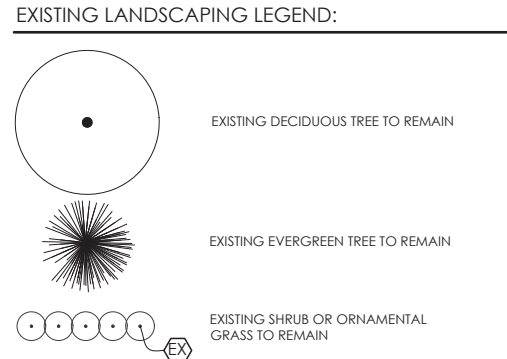 EXISTING LANDSCAPING LEGEND:
EXISTING DECIDUOUS TREE TO REMAIN
EXISTING EVERGREEN TREE TO REMAIN
EXISTING SHRUB OR ORNAMENTAL
GRASS TO REMAIN
EX